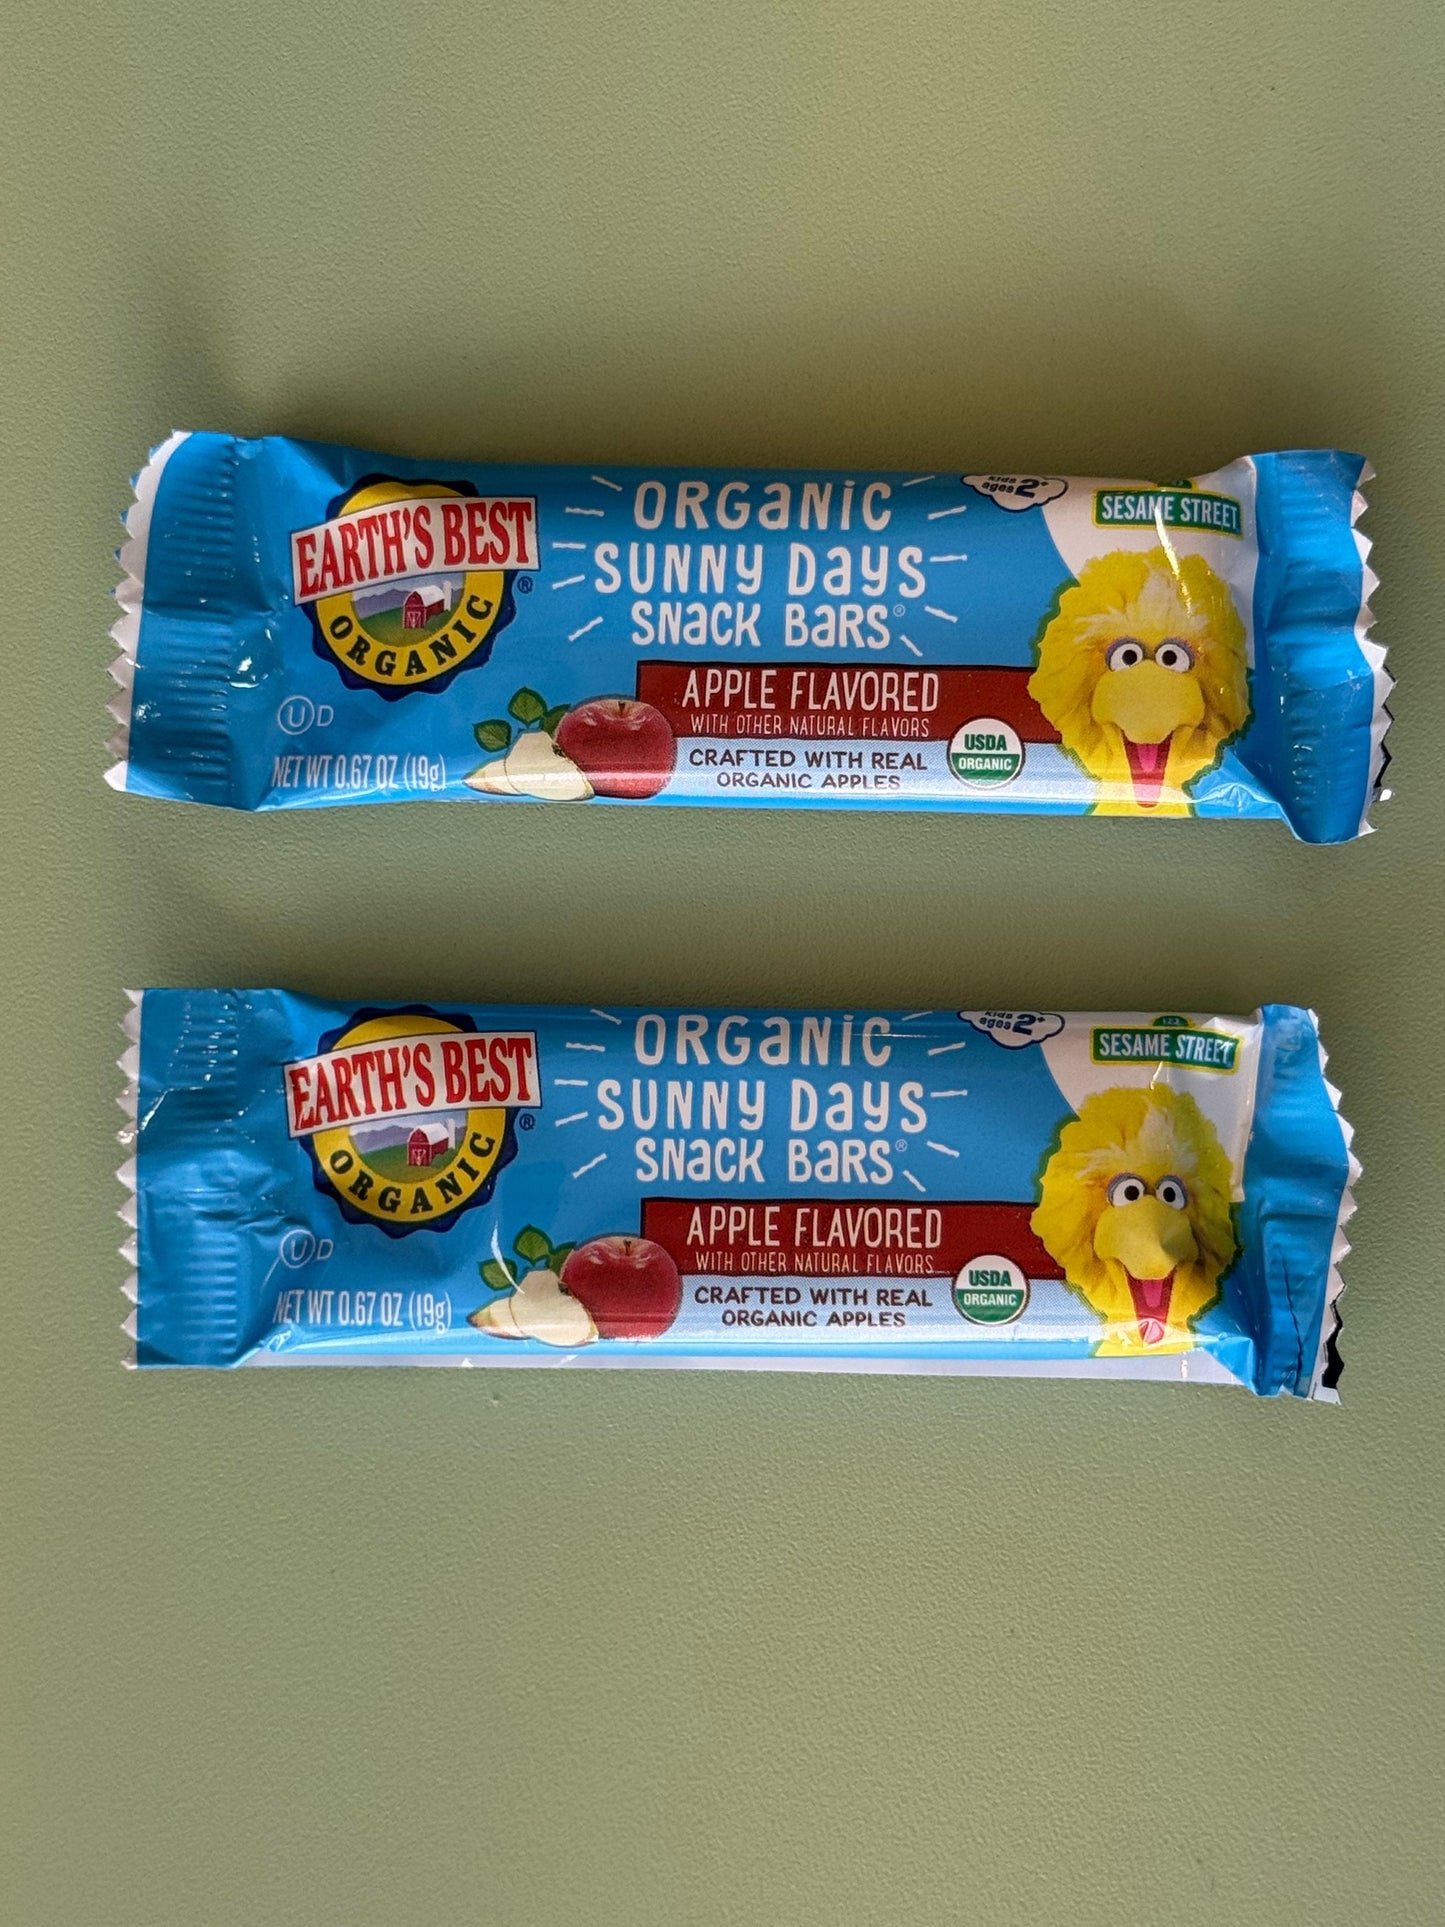 EARTH'S BEST
ORGANIC
®
ORGANIC
SUNNY DAYS
SNACK BARS®
kids
ages 2+
SESAME STREET
APPLE FLAVORED
WITH OTHER NATURAL FLAVORS
CRAFTED WITH REAL
ORGANIC APPLES
USDA
ORGANIC
UD
NET WT 0.67 OZ (19g)
EARTH'S BEST
ORGANIC
®
ORGANIC
SUNNY DAYS
SNACK BARS®
kids
ages 2+
123
SESAME STREET
APPLE FLAVORED
WITH OTHER NATURAL FLAVORS
CRAFTED WITH REAL
ORGANIC APPLES
USDA
ORGANIC
UD
NET WT 0.67 OZ (19g)